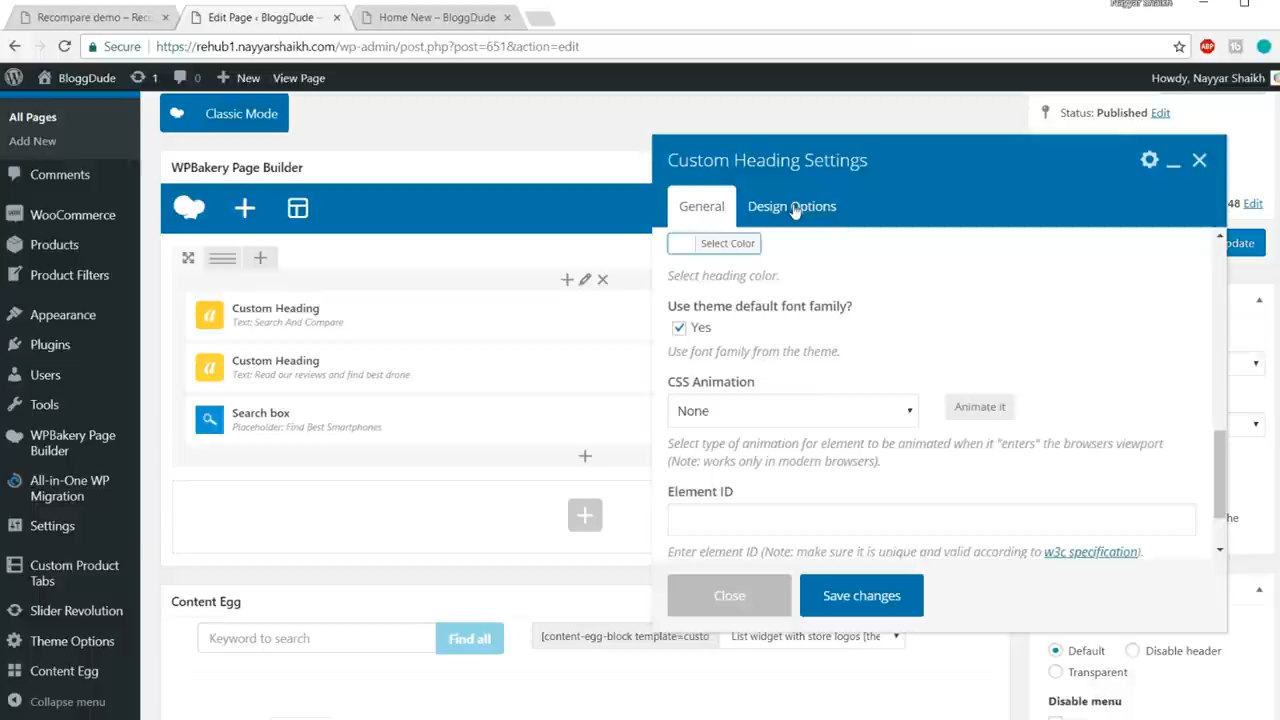 Nayyar Shaikh
Recompare demo – Rec
Edit Page ‹ BloggDude –
Home New – BloggDude
Secure
https://rehub1.nayyarshaikh.com/wp-admin/post.php?post=651&action=edit
ABP
BloggDude
1
0
New
View Page
Howdy, Nayyar Shaikh
All Pages
Add New
Comments
WooCommerce
Products
Product Filters
Appearance
Plugins
Users
Tools
WPBakery Page
Builder
All-in-One WP
Migration
Settings
Custom Product
Tabs
Slider Revolution
Theme Options
Content Egg
Collapse menu
Classic Mode
WPBakery Page Builder
Custom Heading
Text: Search And Compare
Custom Heading
Text: Read our reviews and find best drone
Search box
Placeholder: Find Best Smartphones
Content Egg
Keyword to search
Find all
[content-egg-block template=custo
List widget with store logos [the
Custom Heading Settings
General
Design Options
Select Color
Select heading color.
Use theme default font family?
Yes
Use font family from the theme.
CSS Animation
None
Animate it
Select type of animation for element to be animated when it "enters" the browsers viewport
(Note: works only in modern browsers).
Element ID
Enter element ID (Note: make sure it is unique and valid according to w3c specification).
Close
Save changes
Status: Published Edit
48 Edit
pdate
he
Default
Disable header
Transparent
Disable menu